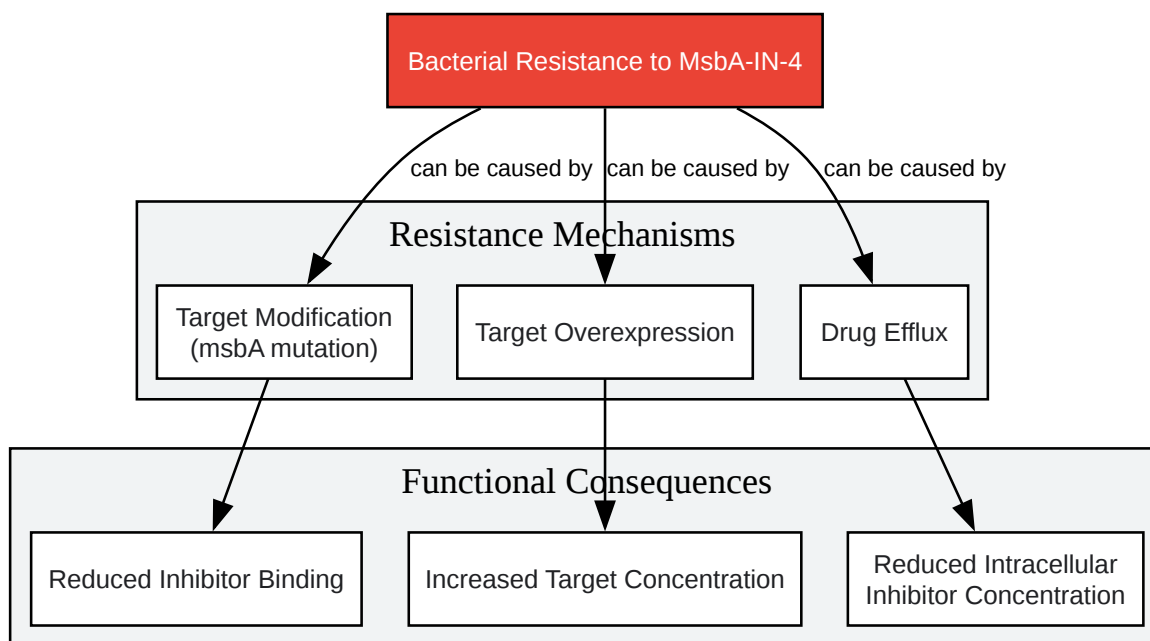 Bacterial Resistance to MsbA-IN-4
can be caused by
can be caused by
can be caused by
Resistance Mechanisms
Target Modification
(msbA mutation)
Target Overexpression
Drug Efflux
Functional Consequences
Reduced Inhibitor Binding
Increased Target Concentration
Reduced Intracellular
Inhibitor Concentration